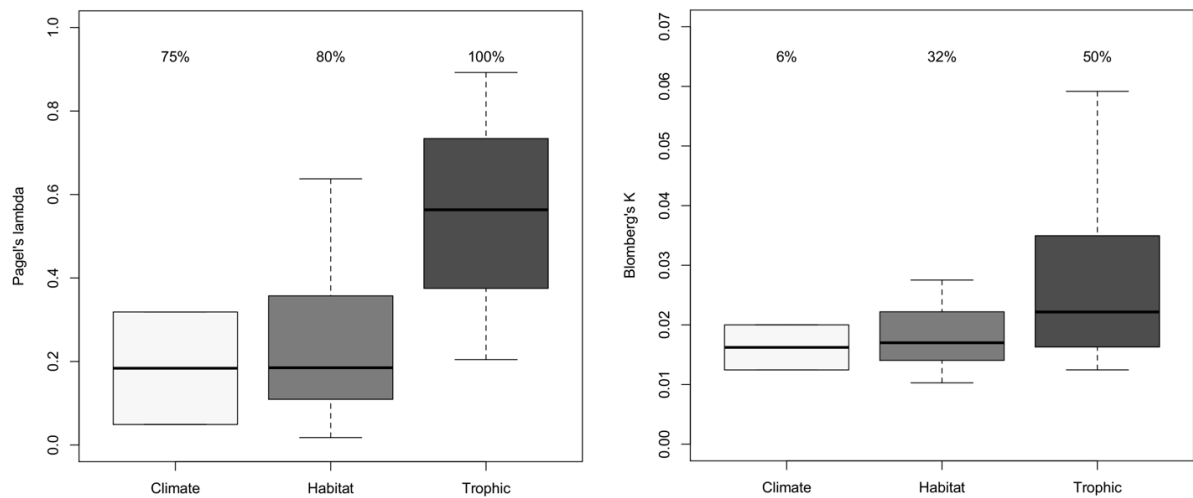 75%
80%
100%
Pagel's lambda
1.0
0.8
0.6
0.4
0.2
0.0
Climate
Habitat
Trophic
6%
32%
50%
Blomberg's K
0.07
0.06
0.05
0.04
0.03
0.02
0.01
0.00
Climate
Habitat
Trophic